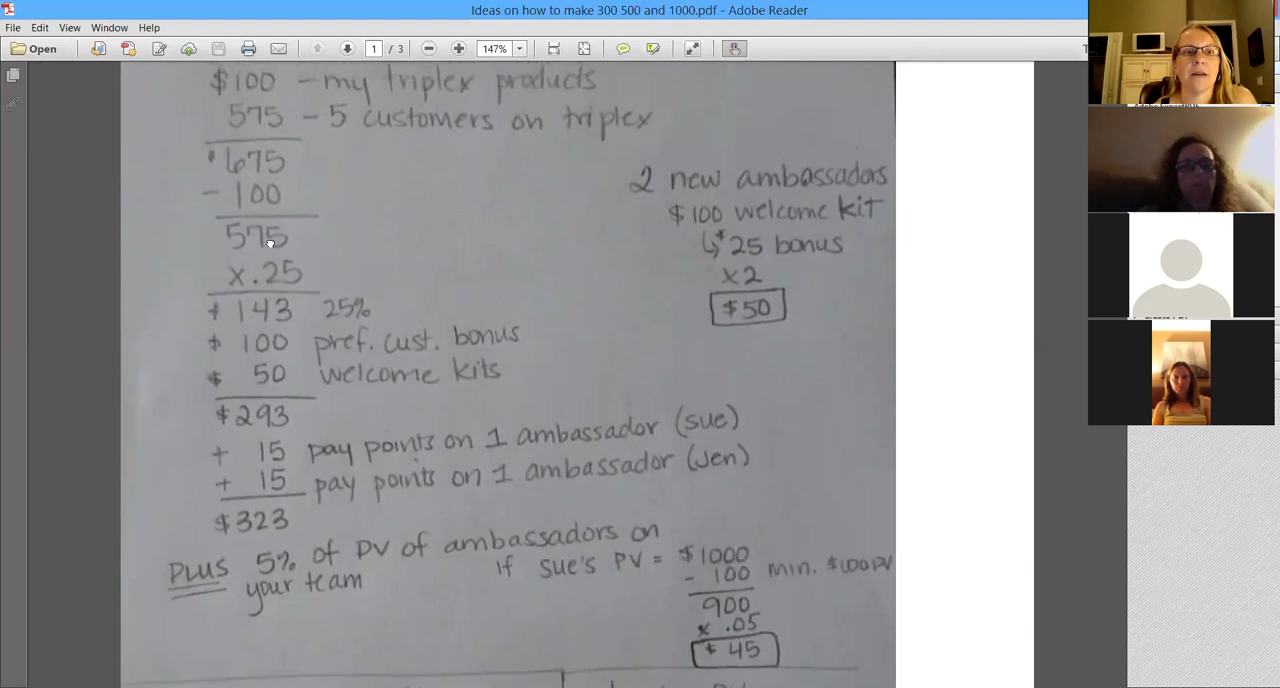 Ideas on how to make 300 500 and 1000.pdf - Adobe Reader
File Edit View Window Help
Open 1 / 3 147%
$100 - my triplex products
575 - 5 customers on triplex
$675
- 100
575
x .25
$ 143 25%
$ 100 pref. cust. bonus
$ 50 welcome kits
$293
+ 15 pay points on 1 ambassador (sue)
+ 15 pay points on 1 ambassador (Jen)
$323
2 new ambassadors
$100 welcome kit
↳$25 bonus
x2
$50
PLUS 5% of PV of ambassadors on
your team
If sue's PV = $1000
- 100 min. $100PV
900
x .05
$ 45